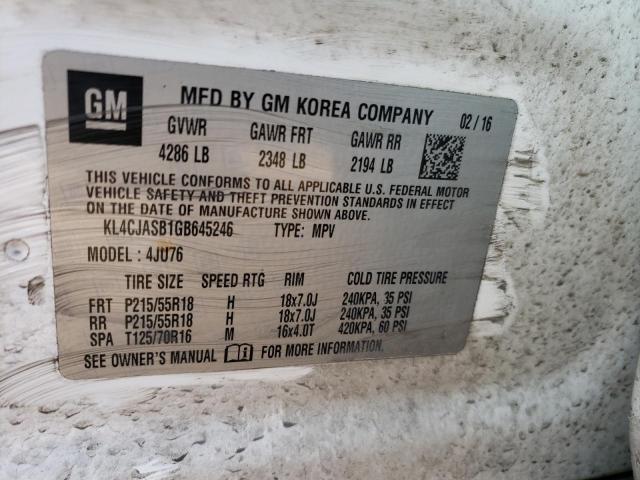 GM
MFD BY GM KOREA COMPANY 02/16
GVWR GAWR FRT GAWR RR
4286 LB 2348 LB 2194 LB
THIS VEHICLE CONFORMS TO ALL APPLICABLE U.S. FEDERAL MOTOR
VEHICLE SAFETY AND THEFT PREVENTION STANDARDS IN EFFECT
ON THE DATE OF MANUFACTURE SHOWN ABOVE.
KL4CJASB1GB645246 TYPE: MPV
MODEL: 4JU76
TIRE SIZE SPEED RTG RIM COLD TIRE PRESSURE
FRT P215/55R18 H 18x7.0J 240KPA, 35 PSI
RR P215/55R18 H 18x7.0J 240KPA, 35 PSI
SPA T125/70R16 M 16x4.0T 420KPA, 60 PSI
SEE OWNER'S MANUAL FOR MORE INFORMATION.